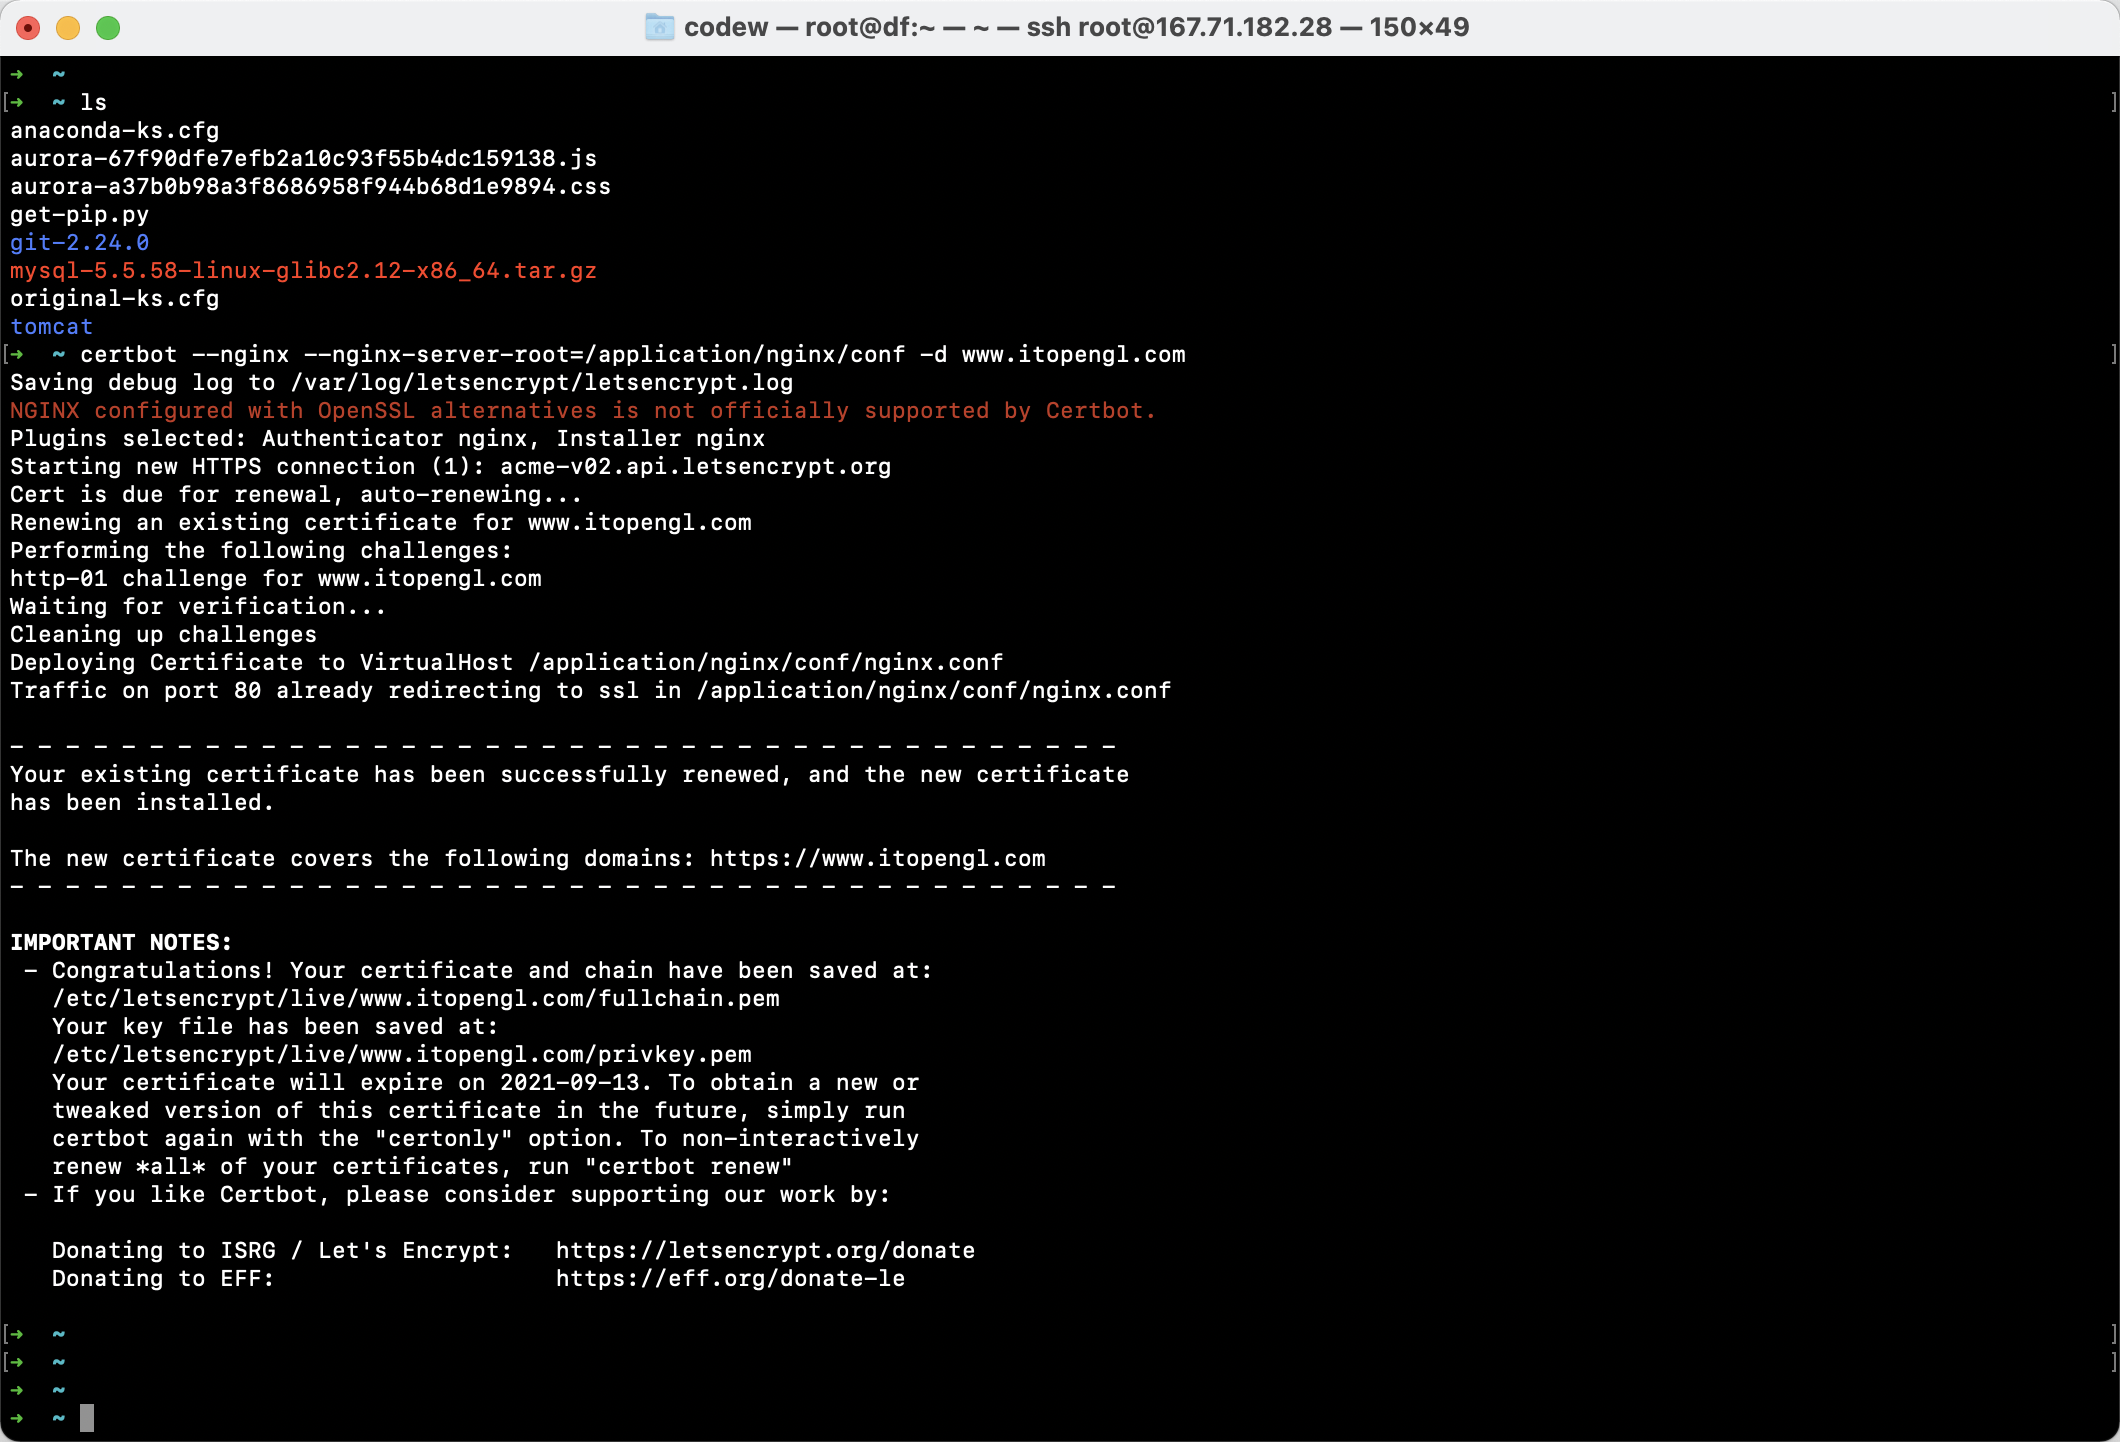 codew — root@df:~ — ~ — ssh root@167.71.182.28 — 150×49
➜  ~
[➜  ~ ls ]
anaconda-ks.cfg
aurora-67f90dfe7efb2a10c93f55b4dc159138.js
aurora-a37b0b98a3f8686958f944b68d1e9894.css
get-pip.py
git-2.24.0
mysql-5.5.58-linux-glibc2.12-x86_64.tar.gz
original-ks.cfg
tomcat
[➜  ~ certbot --nginx --nginx-server-root=/application/nginx/conf -d www.itopengl.com ]
Saving debug log to /var/log/letsencrypt/letsencrypt.log
NGINX configured with OpenSSL alternatives is not officially supported by Certbot.
Plugins selected: Authenticator nginx, Installer nginx
Starting new HTTPS connection (1): acme-v02.api.letsencrypt.org
Cert is due for renewal, auto-renewing...
Renewing an existing certificate for www.itopengl.com
Performing the following challenges:
http-01 challenge for www.itopengl.com
Waiting for verification...
Cleaning up challenges
Deploying Certificate to VirtualHost /application/nginx/conf/nginx.conf
Traffic on port 80 already redirecting to ssl in /application/nginx/conf/nginx.conf
- - - - - - - - - - - - - - - - - - - - - - - - - - - - - - - - - - - - - - - -
Your existing certificate has been successfully renewed, and the new certificate
has been installed.
The new certificate covers the following domains: https://www.itopengl.com
- - - - - - - - - - - - - - - - - - - - - - - - - - - - - - - - - - - - - - - -
IMPORTANT NOTES:
 - Congratulations! Your certificate and chain have been saved at:
   /etc/letsencrypt/live/www.itopengl.com/fullchain.pem
   Your key file has been saved at:
   /etc/letsencrypt/live/www.itopengl.com/privkey.pem
   Your certificate will expire on 2021-09-13. To obtain a new or
   tweaked version of this certificate in the future, simply run
   certbot again with the "certonly" option. To non-interactively
   renew *all* of your certificates, run "certbot renew"
 - If you like Certbot, please consider supporting our work by:
   Donating to ISRG / Let's Encrypt:   https://letsencrypt.org/donate
   Donating to EFF:                    https://eff.org/donate-le
[➜  ~ ]
[➜  ~ ]
➜  ~
➜  ~